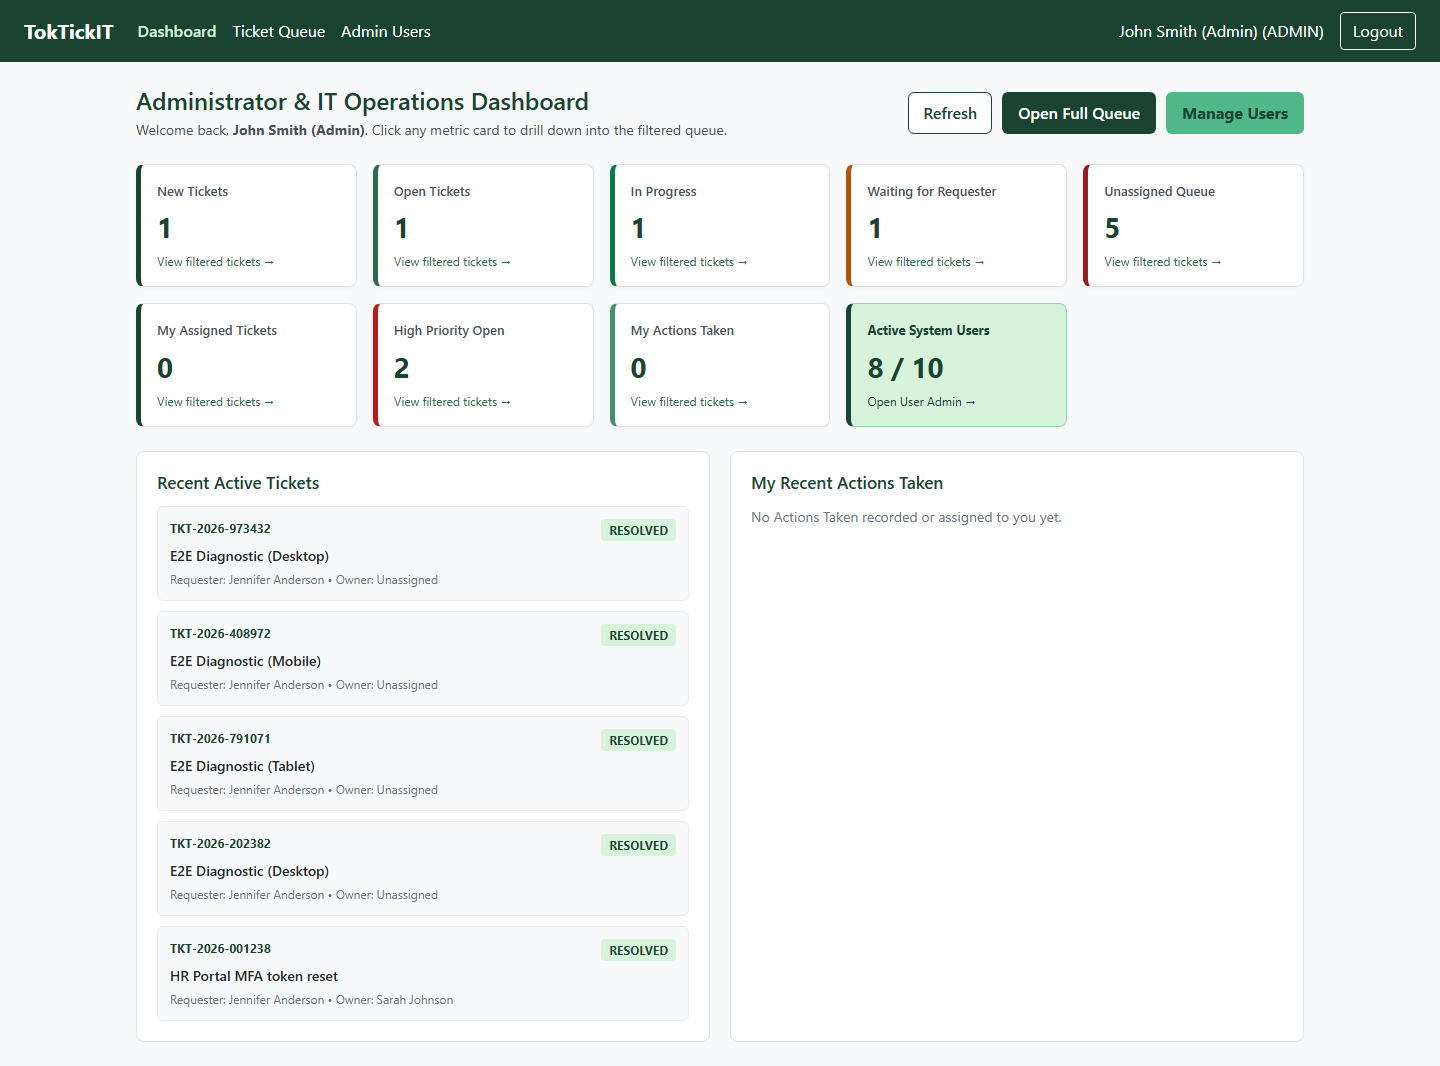 TokTickIT
Dashboard
Ticket Queue
Admin Users
John Smith (Admin) (ADMIN)
Logout
Administrator & IT Operations Dashboard
Welcome back, John Smith (Admin). Click any metric card to drill down into the filtered queue.
Refresh
Open Full Queue
Manage Users
New Tickets
1
View filtered tickets →
Open Tickets
1
View filtered tickets →
In Progress
1
View filtered tickets →
Waiting for Requester
1
View filtered tickets →
Unassigned Queue
5
View filtered tickets →
My Assigned Tickets
0
View filtered tickets →
High Priority Open
2
View filtered tickets →
My Actions Taken
0
View filtered tickets →
Active System Users
8 / 10
Open User Admin →
Recent Active Tickets
TKT-2026-973432
RESOLVED
E2E Diagnostic (Desktop)
Requester: Jennifer Anderson • Owner: Unassigned
TKT-2026-408972
RESOLVED
E2E Diagnostic (Mobile)
Requester: Jennifer Anderson • Owner: Unassigned
TKT-2026-791071
RESOLVED
E2E Diagnostic (Tablet)
Requester: Jennifer Anderson • Owner: Unassigned
TKT-2026-202382
RESOLVED
E2E Diagnostic (Desktop)
Requester: Jennifer Anderson • Owner: Unassigned
TKT-2026-001238
RESOLVED
HR Portal MFA token reset
Requester: Jennifer Anderson • Owner: Sarah Johnson
My Recent Actions Taken
No Actions Taken recorded or assigned to you yet.